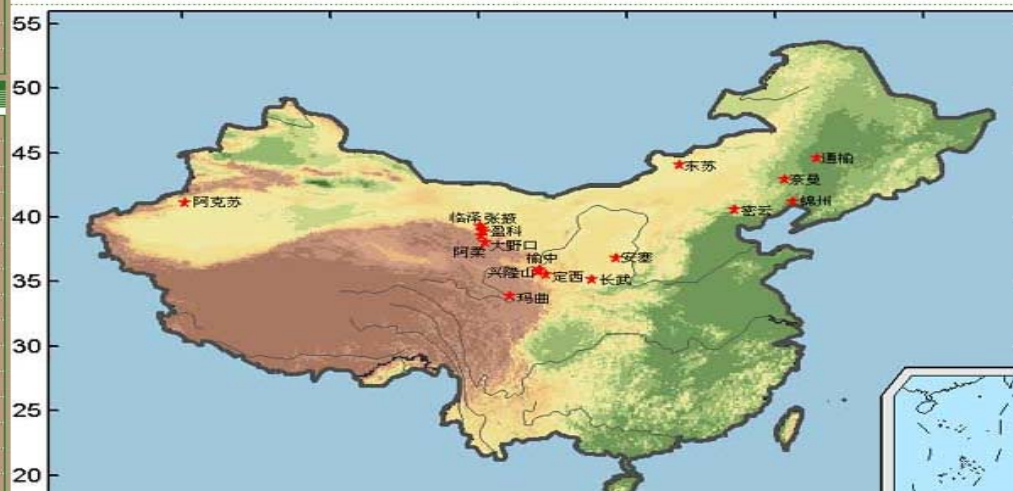 55
50
45
东苏
通榆
奈曼
锦州
密云
阿克苏
40
临泽 张掖
盈科
大野口
阿柔
榆中
安塞
兴隆山
定西
长武
35
玛曲
30
25
20